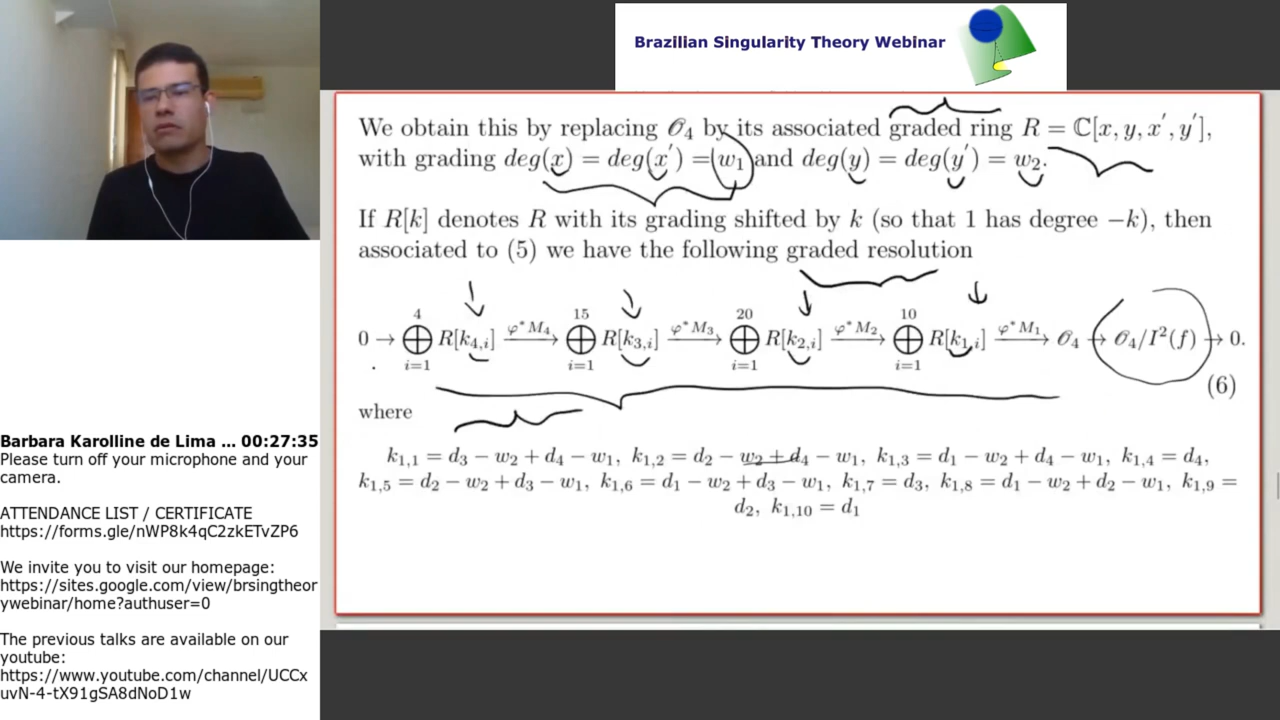 Brazilian Singularity Theory Webinar
We obtain this by replacing 𝒪₄ by its associated graded ring R = ℂ[x, y, x′, y′],
with grading deg(x) = deg(x′) = w₁ and deg(y) = deg(y′) = w₂.
If R[k] denotes R with its grading shifted by k (so that 1 has degree −k), then
associated to (5) we have the following graded resolution
0 → ⊕_{i=1}^{4} R[k_{4,i}] —φ*M₄→ ⊕_{i=1}^{15} R[k_{3,i}] —φ*M₃→ ⊕_{i=1}^{20} R[k_{2,i}] —φ*M₂→ ⊕_{i=1}^{10} R[k_{1,i}] —φ*M₁→ 𝒪₄ → 𝒪₄/I²(f) → 0.
(6)
where
k_{1,1} = d₃ − w₂ + d₄ − w₁, k_{1,2} = d₂ − w₂ + d₄ − w₁, k_{1,3} = d₁ − w₂ + d₄ − w₁, k_{1,4} = d₄,
k_{1,5} = d₂ − w₂ + d₃ − w₁, k_{1,6} = d₁ − w₂ + d₃ − w₁, k_{1,7} = d₃, k_{1,8} = d₁ − w₂ + d₂ − w₁, k_{1,9} =
d₂, k_{1,10} = d₁
Barbara Karolline de Lima ... 00:27:35
Please turn off your microphone and your
camera.
ATTENDANCE LIST / CERTIFICATE
https://forms.gle/nWP8k4qC2zkETvZP6
We invite you to visit our homepage:
https://sites.google.com/view/brsingtheor
ywebinar/home?authuser=0
The previous talks are available on our
youtube:
https://www.youtube.com/channel/UCCx
uvN-4-tX91gSA8dNoD1w